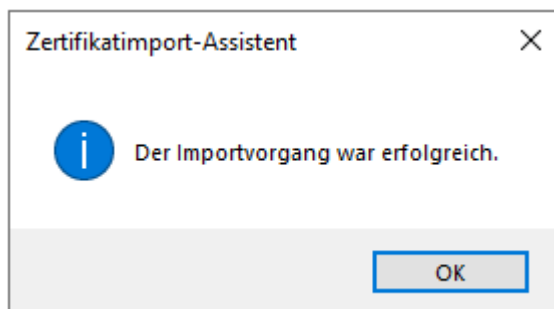 Zertifikatimport-Assistent
Der Importvorgang war erfolgreich.
OK